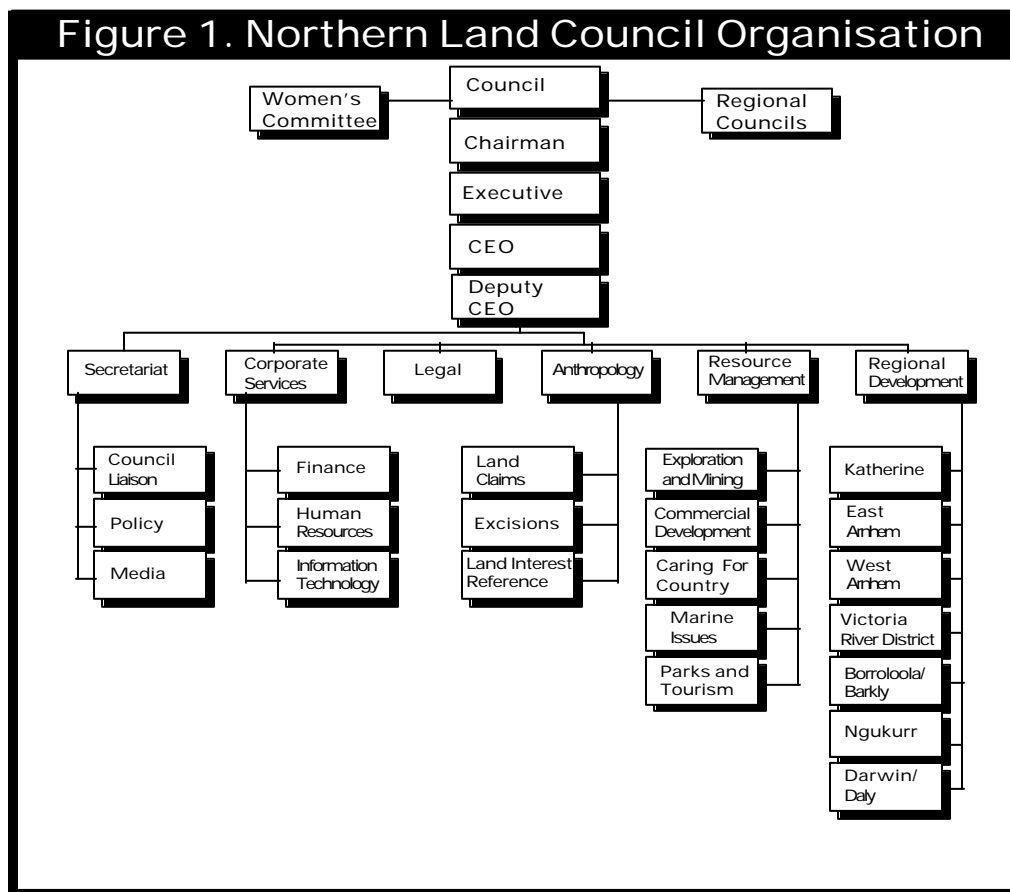 Figure 1. Northern Land Council Organisation
Council
Women's
Committee
Regional
Councils
Chairman
Executive
CEO
Deputy
CEO
Secretariat
Corporate
Services
Legal
Anthropology
Resource
Management
Regional
Development
Council
Liaison
Policy
Media
Finance
Human
Resources
Information
Technology
Land
Claims
Excisions
Land Interest
Reference
Exploration
and Mining
Commercial
Development
Caring For
Country
Marine
Issues
Parks and
Tourism
Katherine
East
Arnhem
West
Arnhem
Victoria
River District
Borroloola/
Barkly
Ngukurr
Darwin/
Daly